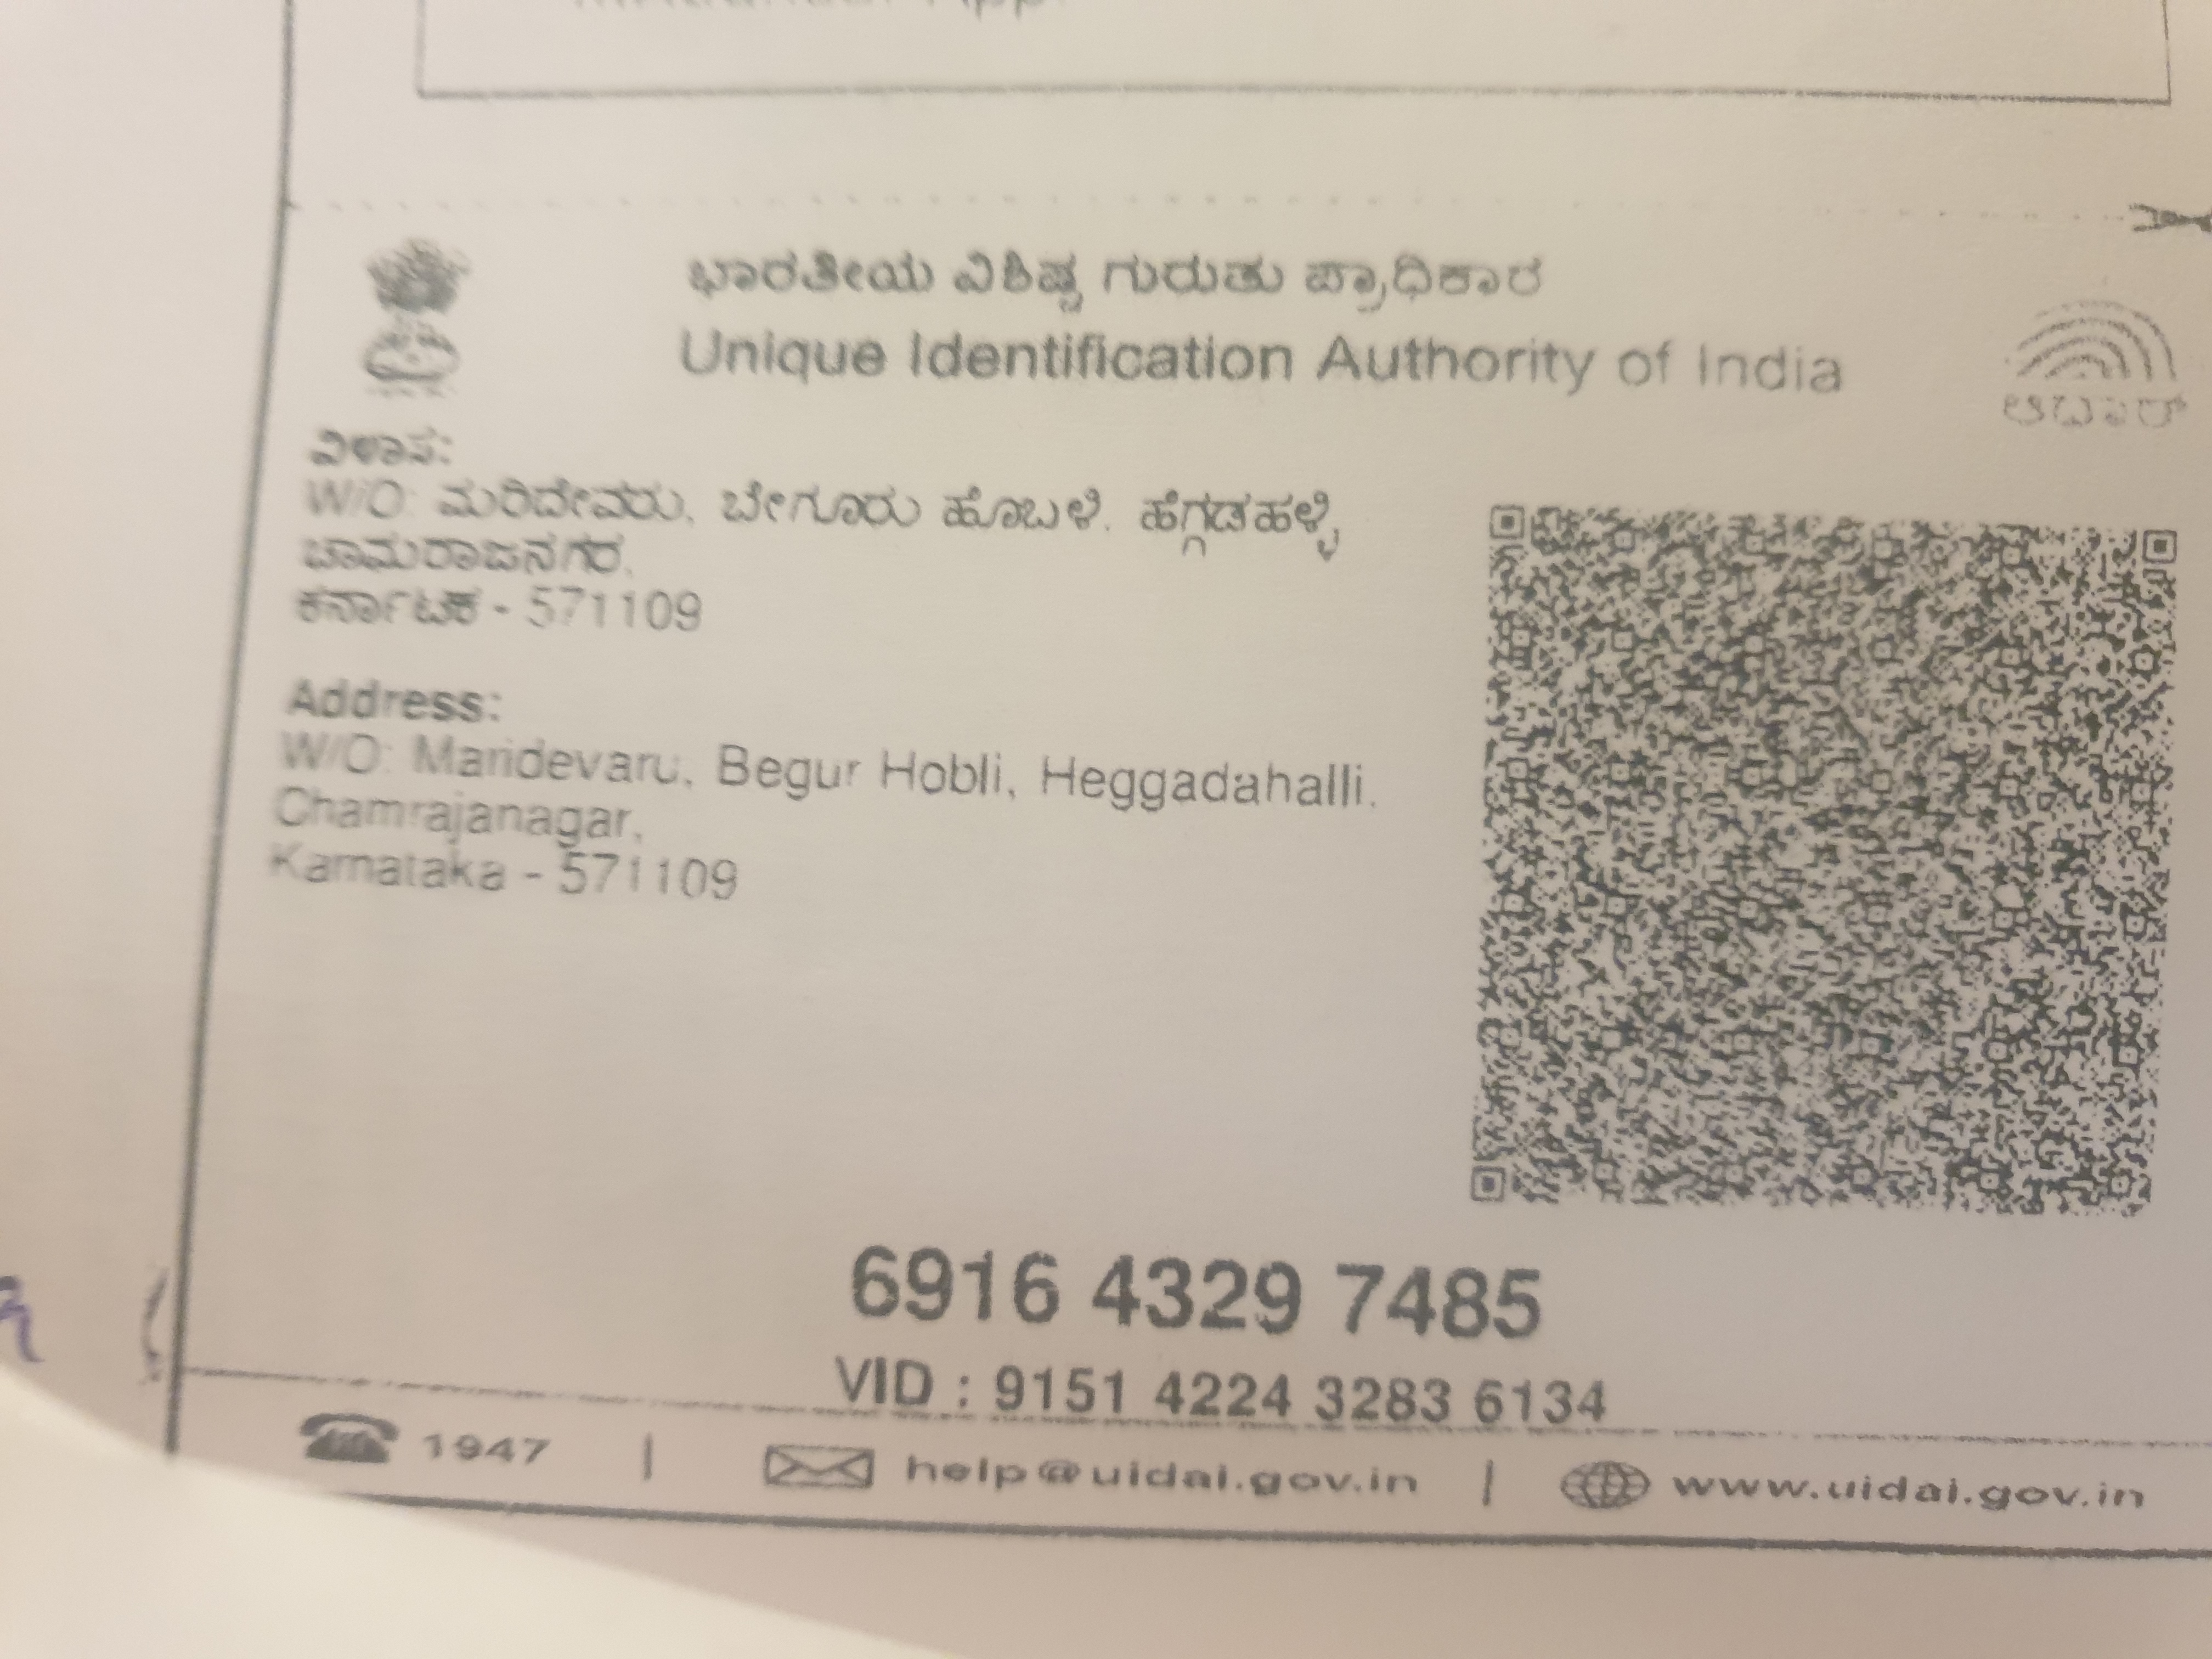 ಭಾರತೀಯ ವಿಶಿಷ್ಟ ಗುರುತು ಪ್ರಾಧಿಕಾರ
Unique Identification Authority of India
ಆಧಾರ್
ವಿಳಾಸ:
W/O: ಮರಿದೇವರು, ಬೇಗೂರು ಹೊಬಳಿ, ಹೆಗ್ಗಡಹಳ್ಳಿ
ಚಾಮರಾಜನಗರ,
ಕರ್ನಾಟಕ - 571109
Address:
W/O: Maridevaru, Begur Hobli, Heggadahalli,
Chamrajanagar,
Karnataka - 571109
6916 4329 7485
VID : 9151 4224 3283 6134
1947 | help@uidai.gov.in | www.uidai.gov.in